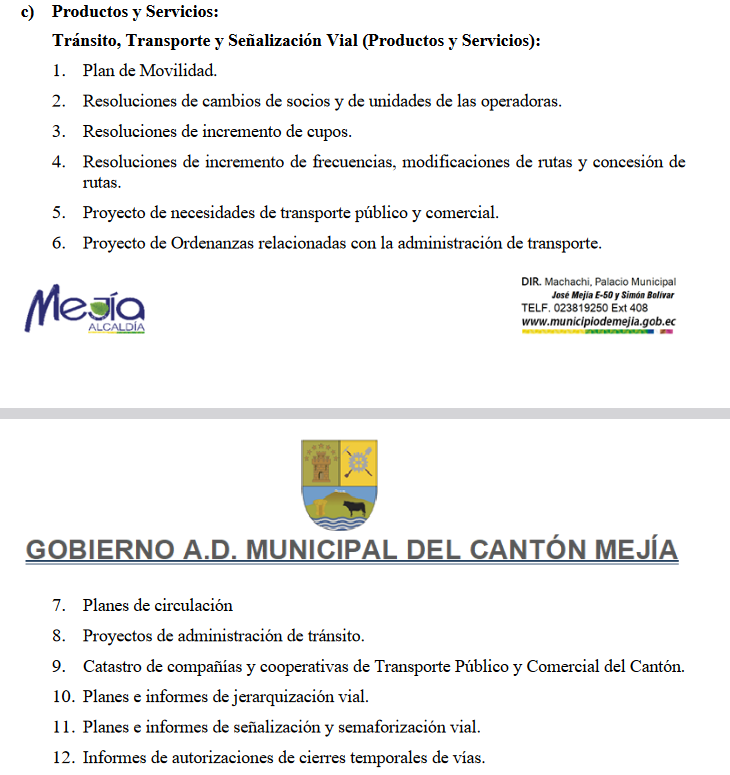 c) Productos y Servicios:
Tránsito, Transporte y Señalización Vial (Productos y Servicios):
1. Plan de Movilidad.
2. Resoluciones de cambios de socios y de unidades de las operadoras.
3. Resoluciones de incremento de cupos.
4. Resoluciones de incremento de frecuencias, modificaciones de rutas y concesión de
rutas.
5. Proyecto de necesidades de transporte público y comercial.
6. Proyecto de Ordenanzas relacionadas con la administración de transporte.
Mejía
ALCALDÍA
DIR. Machachi, Palacio Municipal
José Mejía E-50 y Simón Bolívar
TELF. 023819250 Ext 408
www.municipiodemejia.gob.ec
GOBIERNO A.D. MUNICIPAL DEL CANTÓN MEJÍA
7. Planes de circulación
8. Proyectos de administración de tránsito.
9. Catastro de compañías y cooperativas de Transporte Público y Comercial del Cantón.
10. Planes e informes de jerarquización vial.
11. Planes e informes de señalización y semaforización vial.
12. Informes de autorizaciones de cierres temporales de vías.